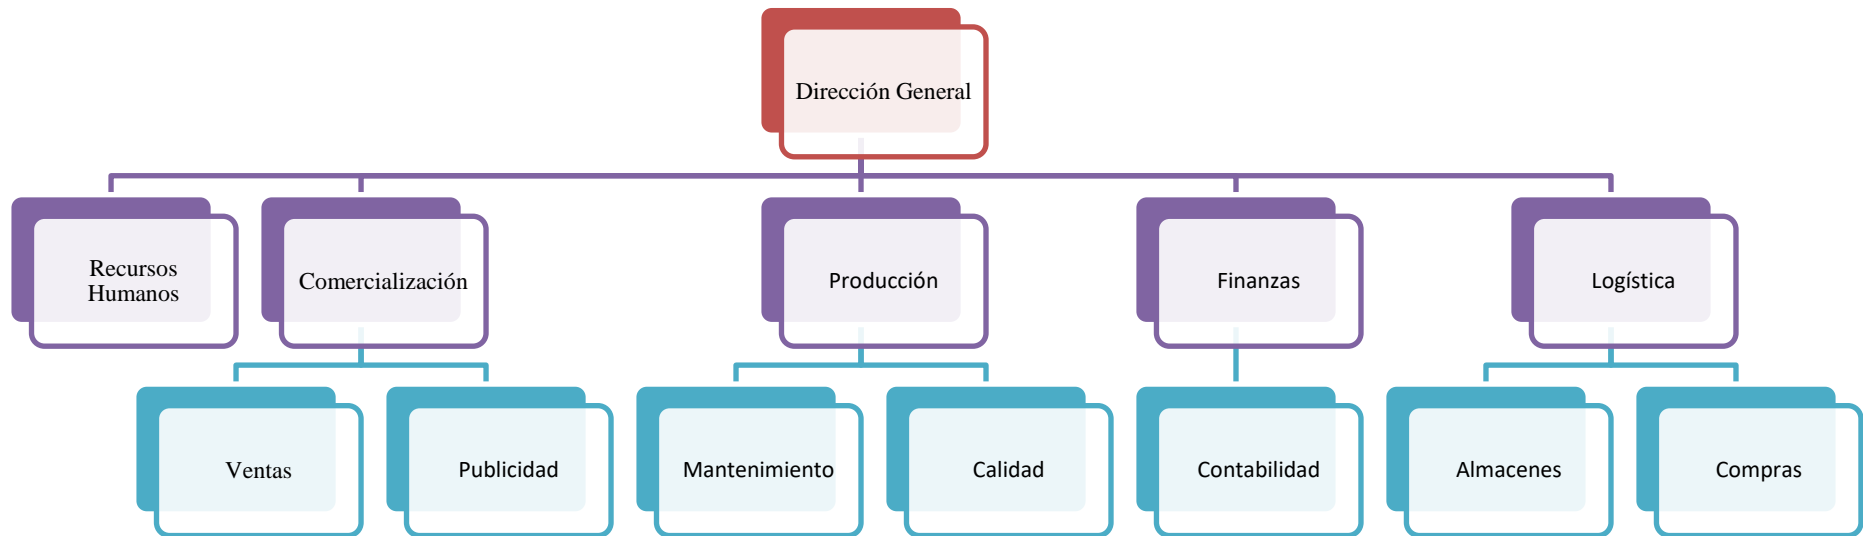 Dirección General
Recursos
Humanos
Comercialización
Producción
Finanzas
Logística
Ventas
Publicidad
Mantenimiento
Calidad
Contabilidad
Almacenes
Compras